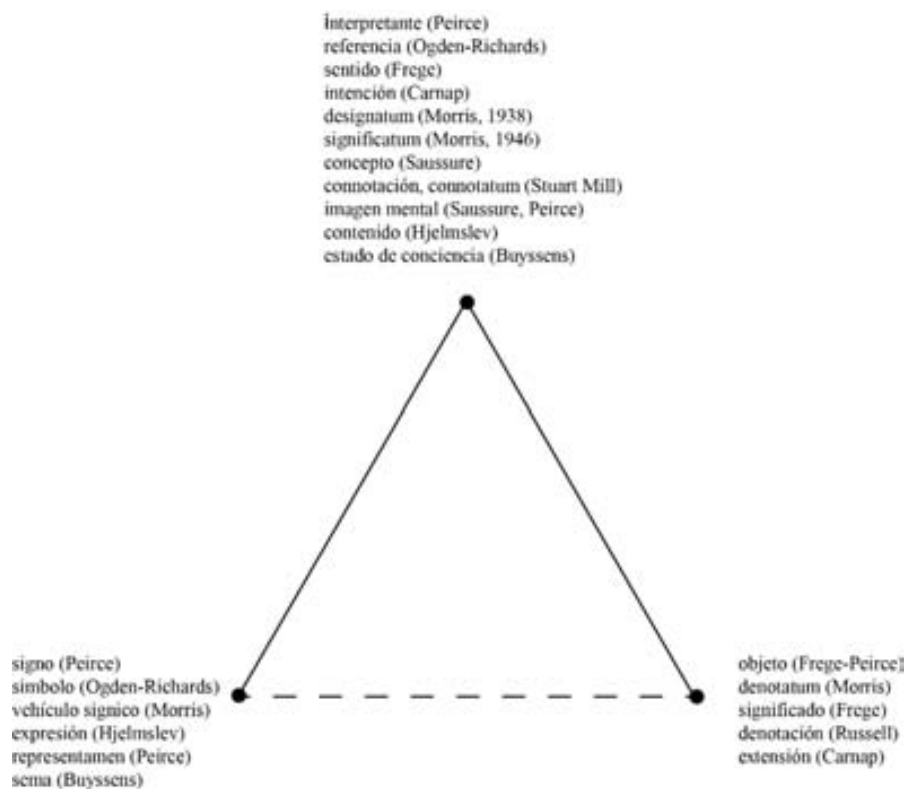 interpretante (Peirce)
referencia (Ogden-Richards)
sentido (Frege)
intención (Carnap)
designatum (Morris, 1938)
significatum (Morris, 1946)
concepto (Saussure)
connotación, connotatum (Stuart Mill)
imagen mental (Saussure, Peirce)
contenido (Hjelmslev)
estado de conciencia (Buyssens)
signo (Peirce)
símbolo (Ogden-Richards)
vehículo sígnico (Morris)
expresión (Hjelmslev)
representamen (Peirce)
sema (Buyssens)
objeto (Frege-Peirce)
denotatum (Morris)
significado (Frege)
denotación (Russell)
extensión (Carnap)